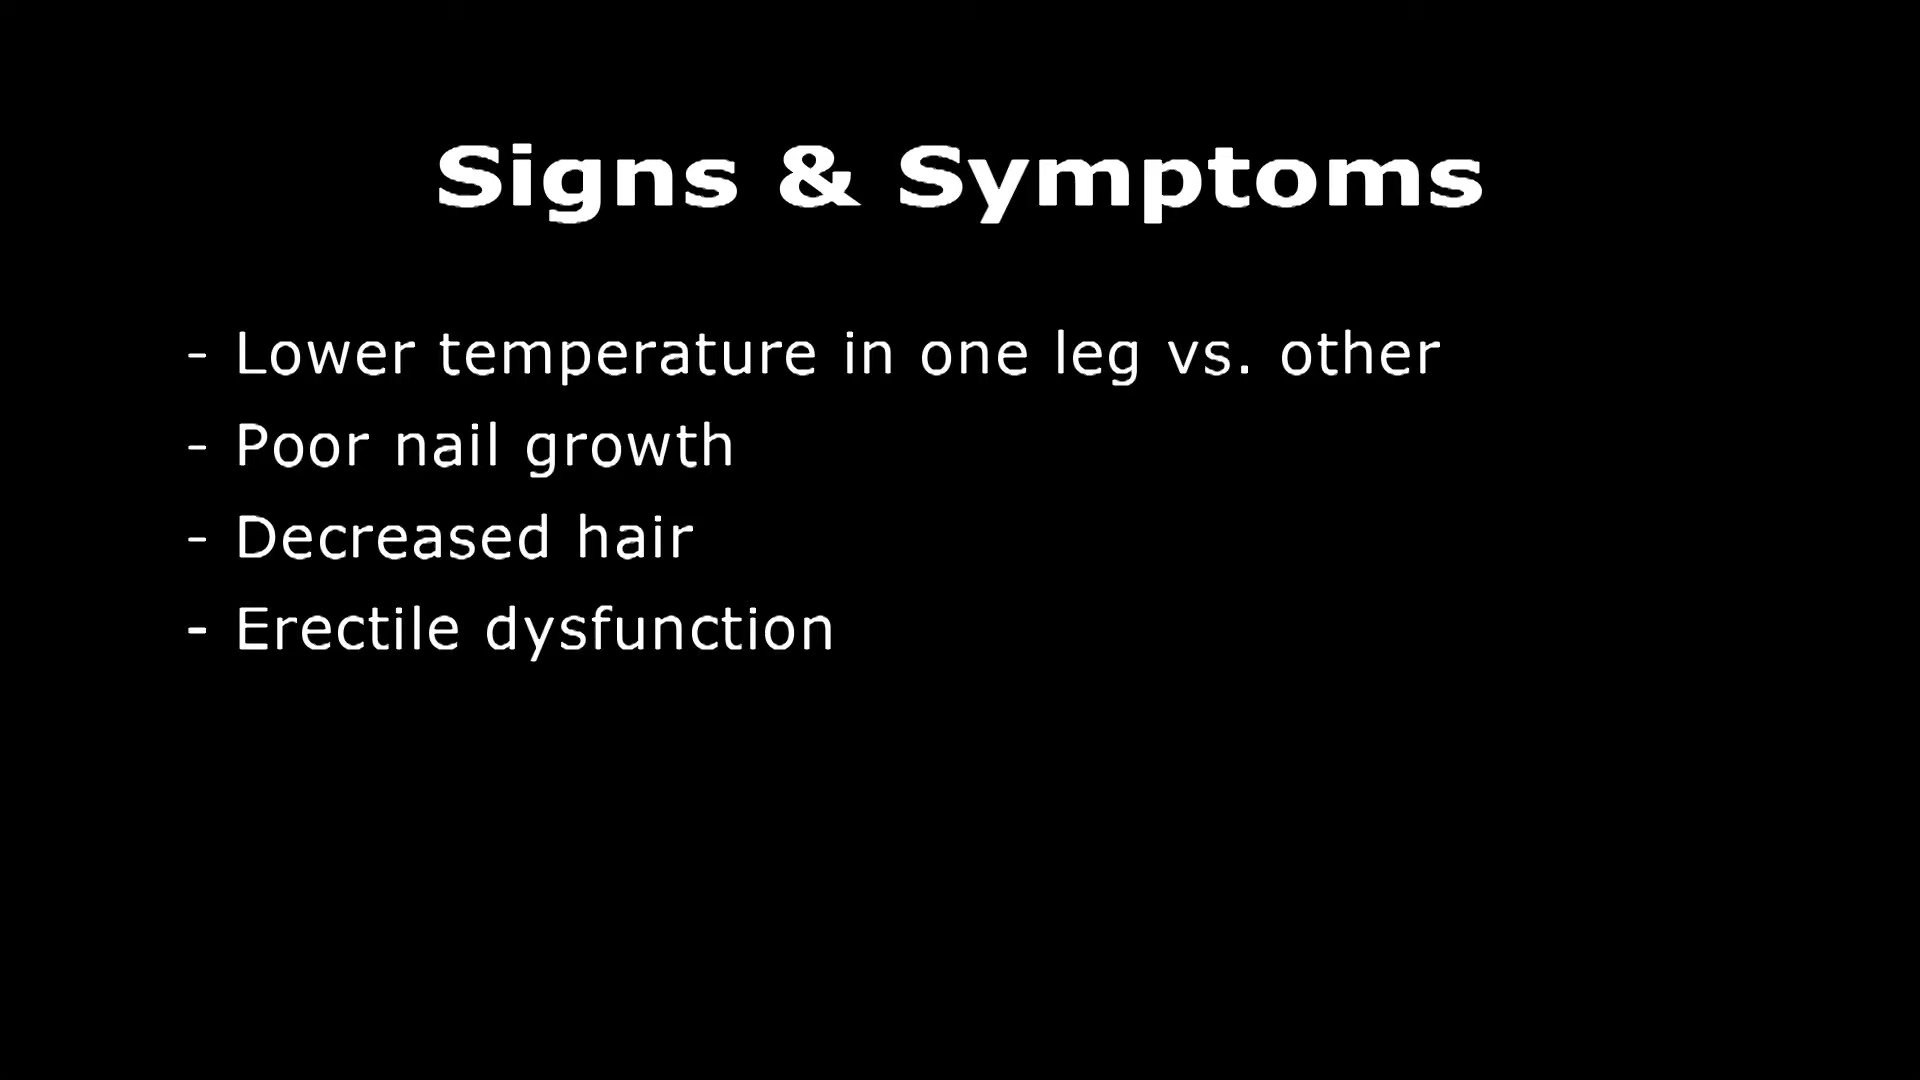 Signs & Symptoms
- Lower temperature in one leg vs. other
- Poor nail growth
- Decreased hair
- Erectile dysfunction